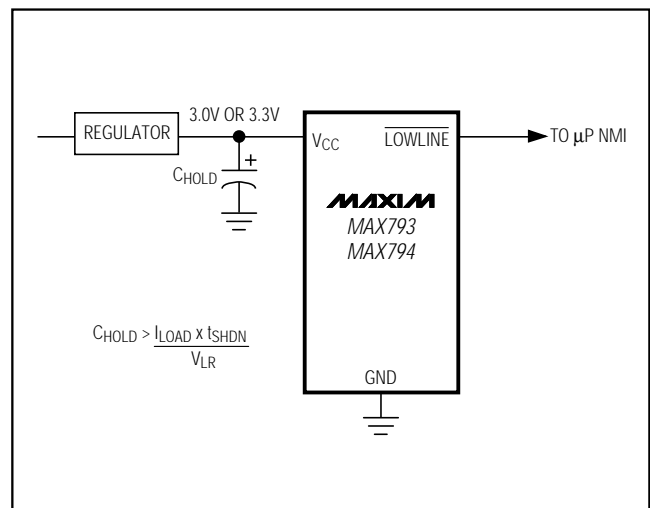 REGULATOR
3.0V OR 3.3V
+
CHOLD
VCC
LOWLINE
TO µP NMI
MAXIM
MAX793
MAX794
CHOLD > ILOAD x tSHDN
VLR
GND